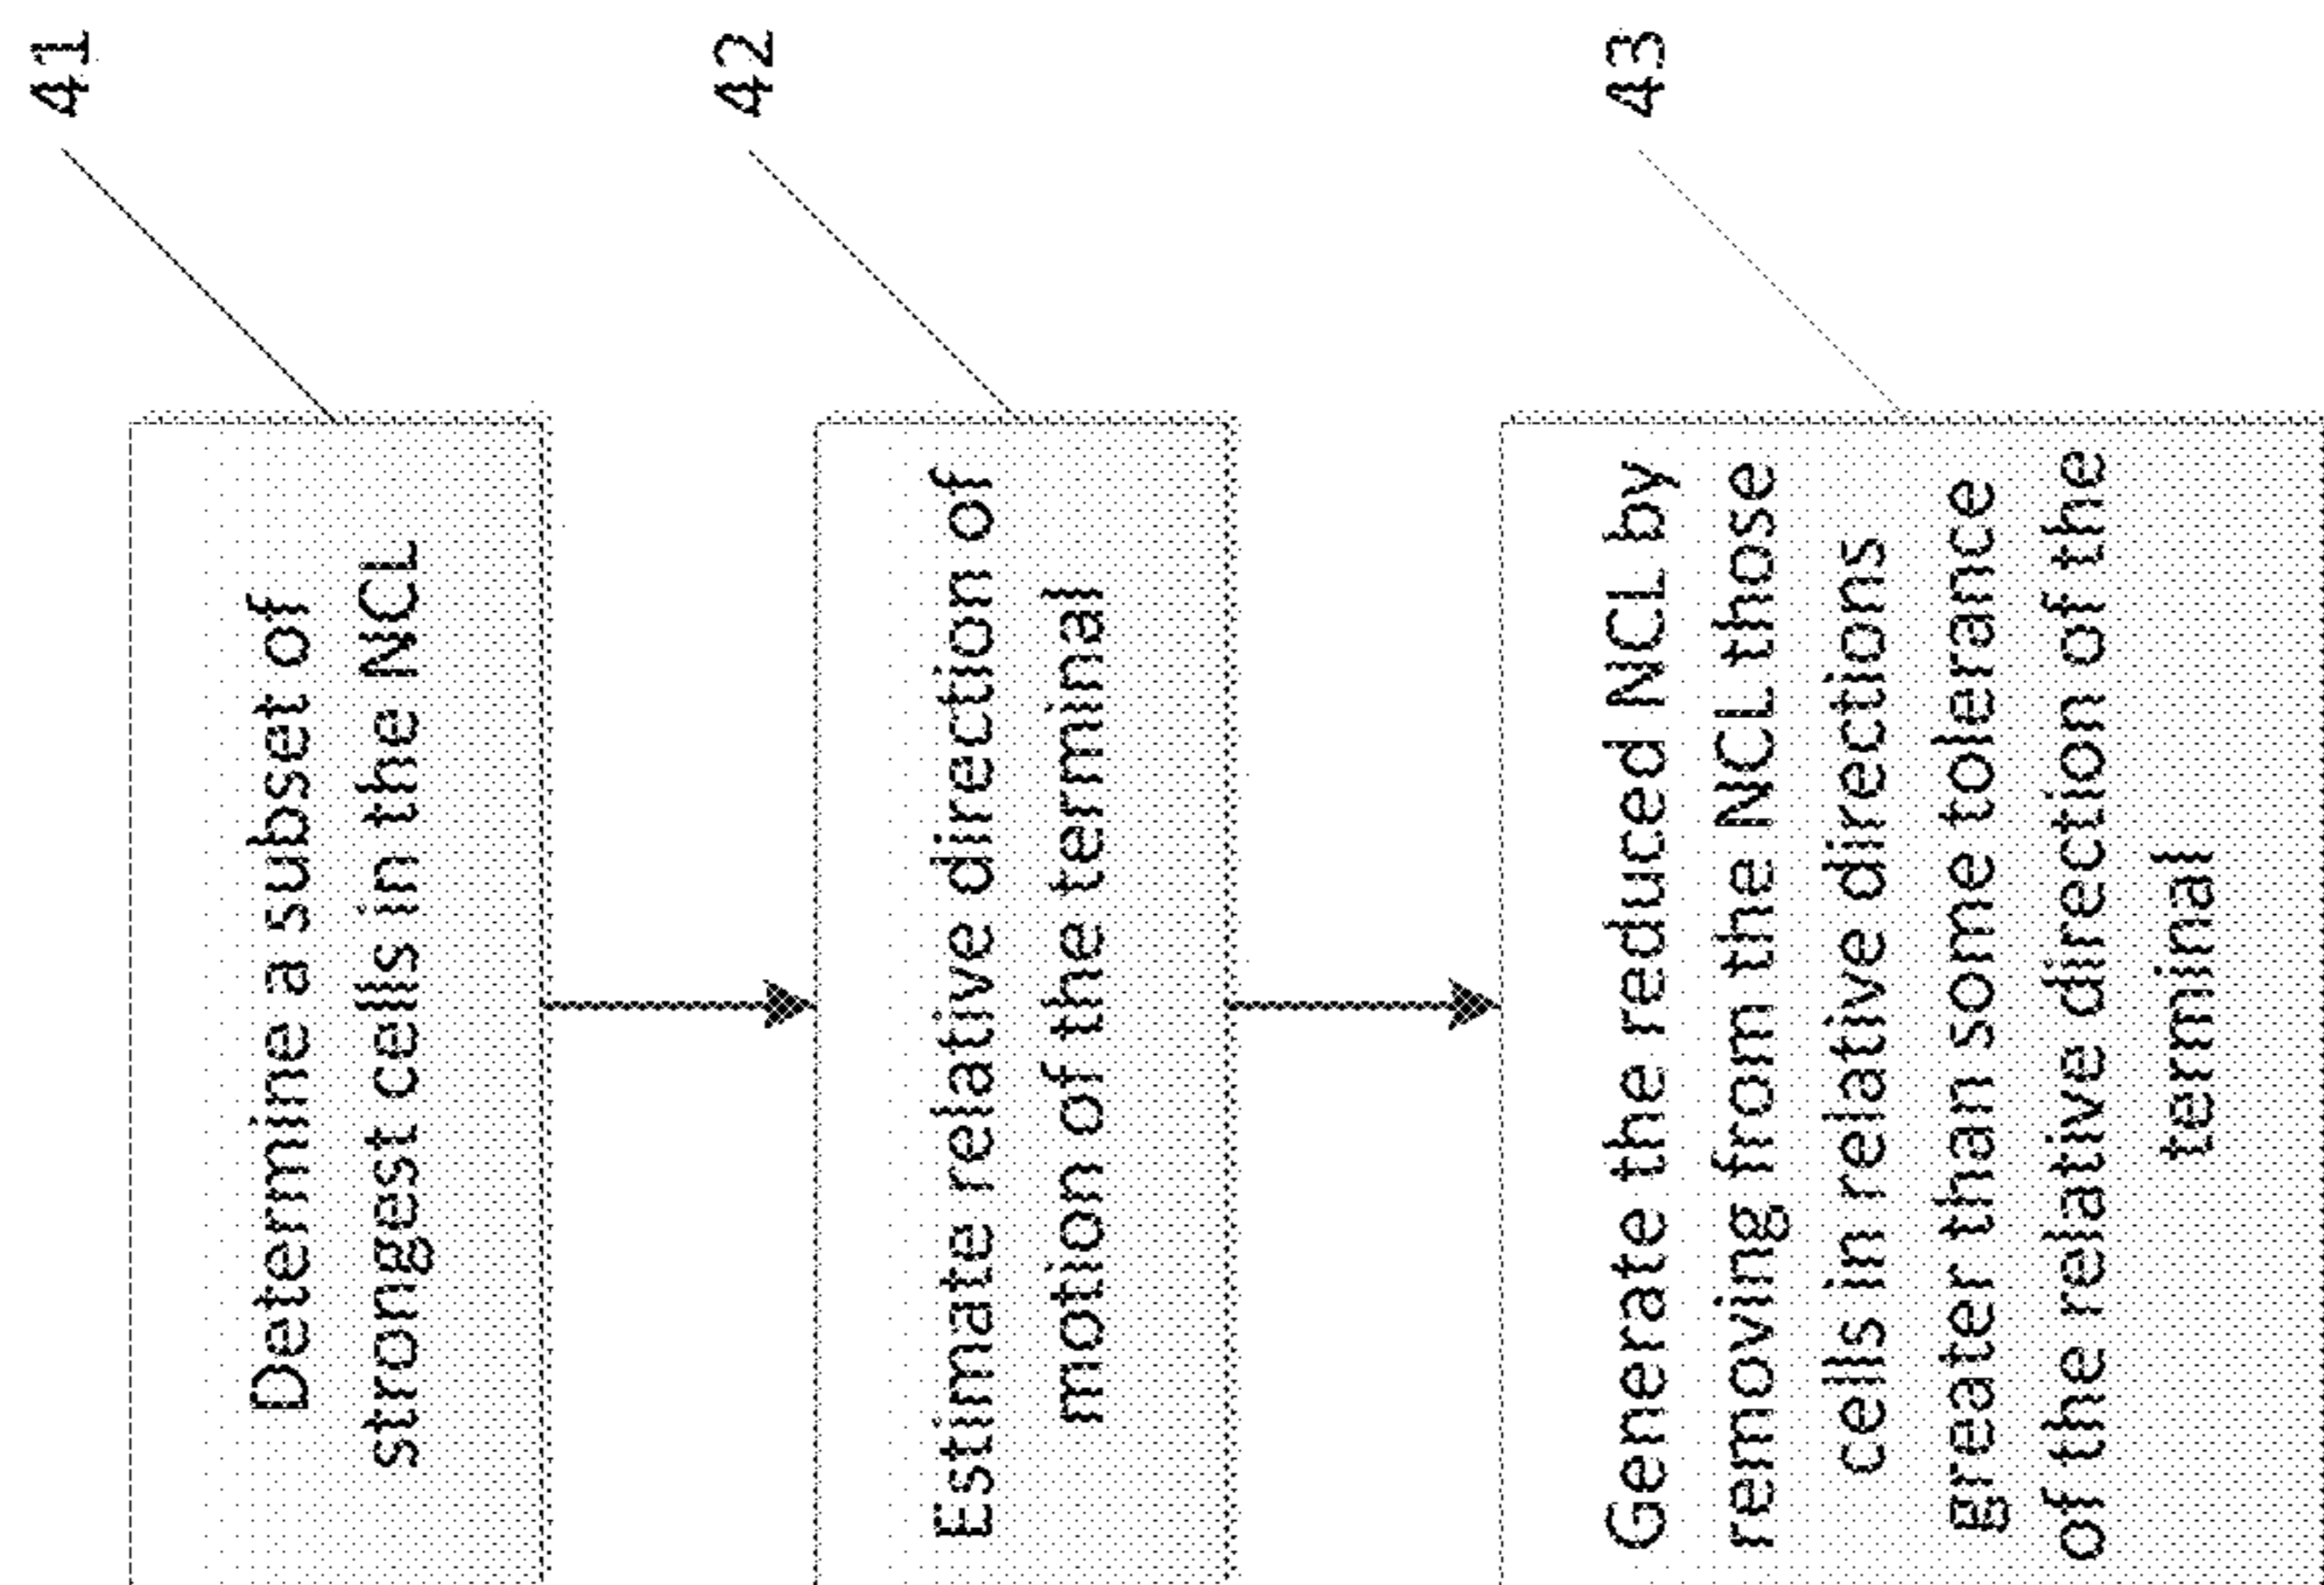 41
Determine a subset of
strongest cells in the NCL
42
Estimate relative direction of
motion of the terminal
43
Generate the reduced NCL by
removing from the NCL those
cells in relative directions
greater than some tolerance
of the relative direction of the
terminal